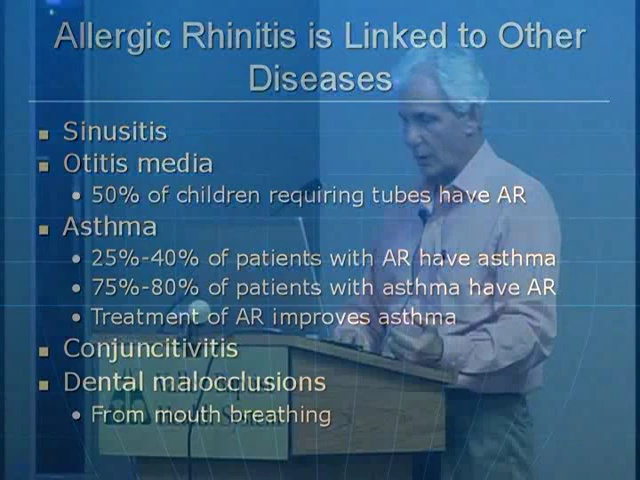 Allergic Rhinitis is Linked to Other
Diseases
■ Sinusitis
■ Otitis media
• 50% of children requiring tubes have AR
■ Asthma
• 25%-40% of patients with AR have asthma
• 75%-80% of patients with asthma have AR
• Treatment of AR improves asthma
■ Conjuncitivitis
■ Dental malocclusions
• From mouth breathing